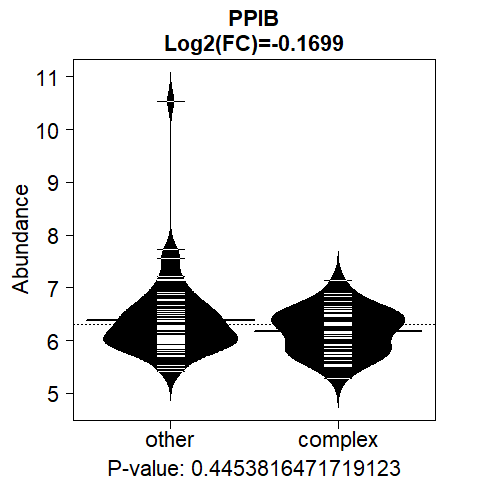 PPIB
Log2(FC)=-0.1699
Abundance
11
10
9
8
7
6
5
other complex
P-value: 0.4453816471719123